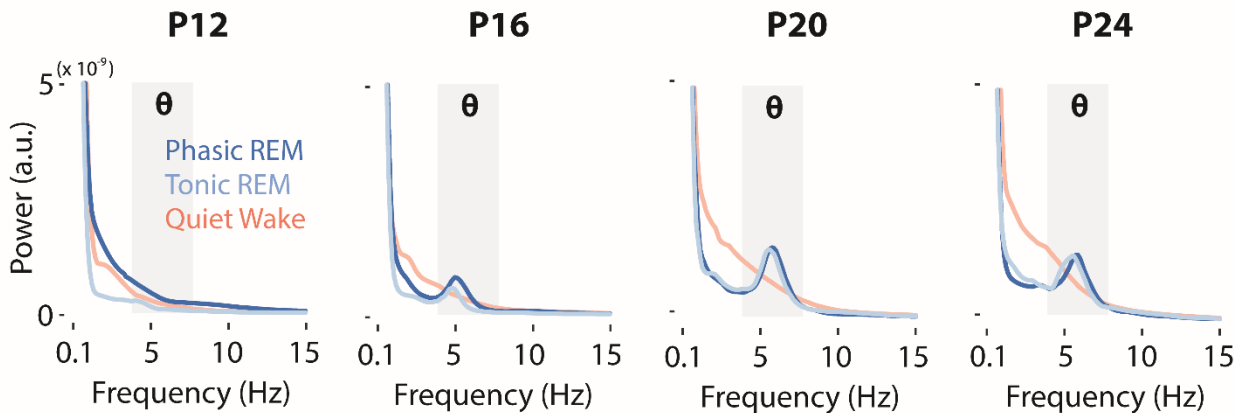 P12 P16 P20 P24
5 (x 10⁻⁹)
θ θ θ θ
Phasic REM
Tonic REM
Quiet Wake
Power (a.u.)
0
0.1 5 10 15 0.1 5 10 15 0.1 5 10 15 0.1 5 10 15
Frequency (Hz) Frequency (Hz) Frequency (Hz) Frequency (Hz)